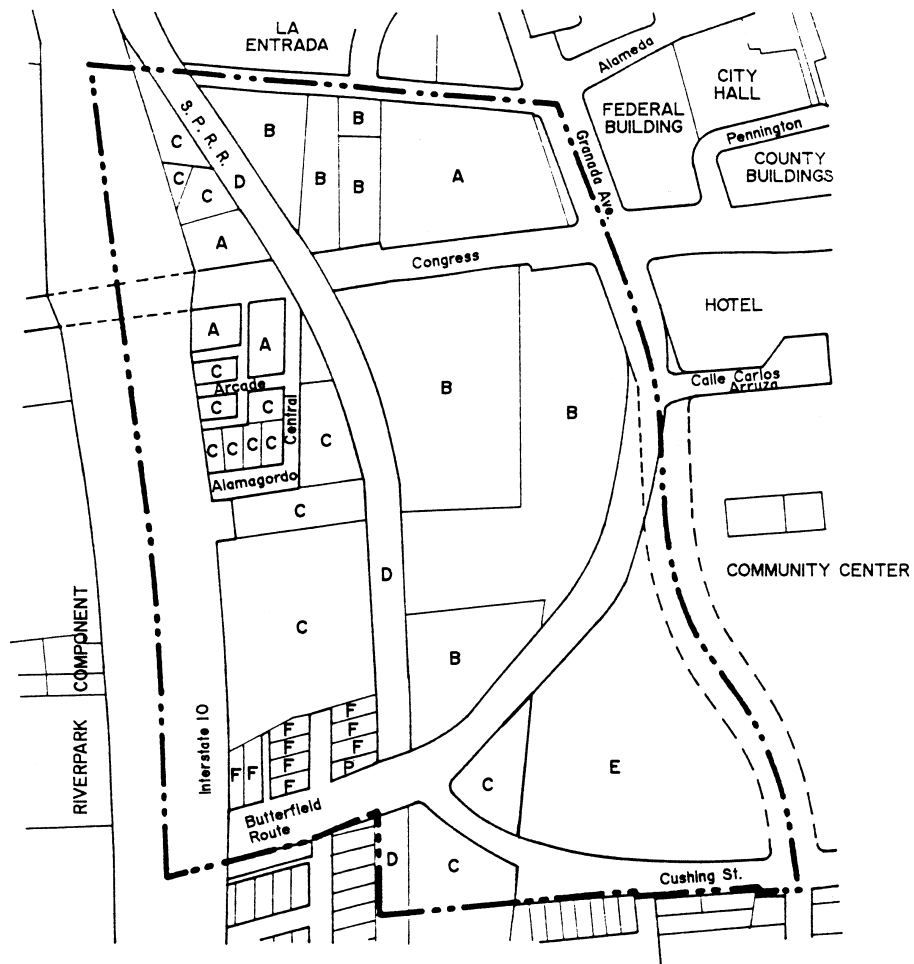 LA
ENTRADA
Alameda
CITY
HALL
FEDERAL
BUILDING
Pennington
COUNTY
BUILDINGS
S. P. R. R.
Granada Ave.
B
B
C
D
C
C
B
B
A
A
Congress
HOTEL
A
A
C
Arcade
C
C
Central
Calle Carlos
Arruza
B
B
C
C
C
C
C
Alamagordo
C
D
COMMUNITY CENTER
C
B
RIVERPARK COMPONENT
Interstate 10
F
F
F
F
F
F
F
F
F
P
E
C
Butterfield
Route
D
C
Cushing St.